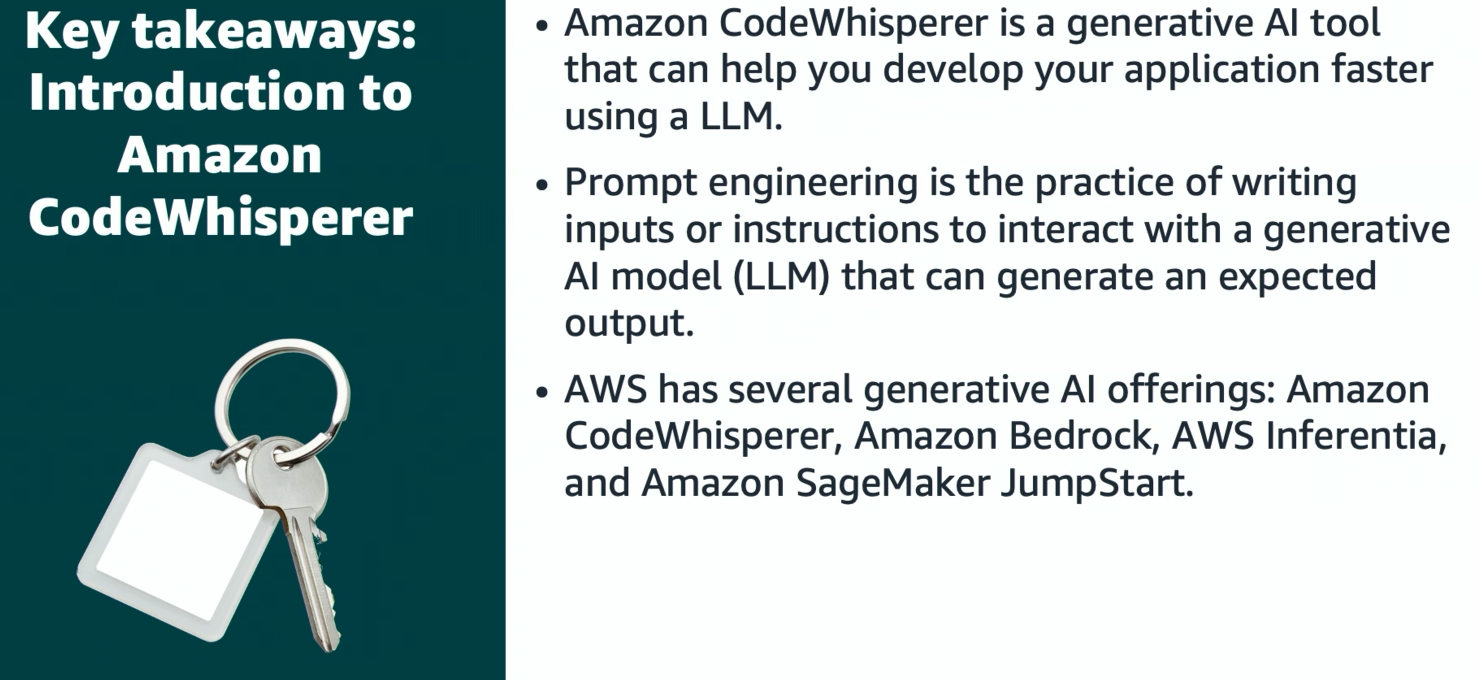 Key takeaways:
Introduction to
Amazon
CodeWhisperer
• Amazon CodeWhisperer is a generative AI tool
that can help you develop your application faster
using a LLM.
• Prompt engineering is the practice of writing
inputs or instructions to interact with a generative
AI model (LLM) that can generate an expected
output.
• AWS has several generative AI offerings: Amazon
CodeWhisperer, Amazon Bedrock, AWS Inferentia,
and Amazon SageMaker JumpStart.